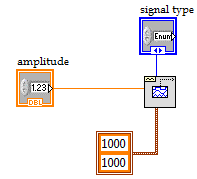 signal type
Enum
amplitude
1.23
DBL
1000
1000